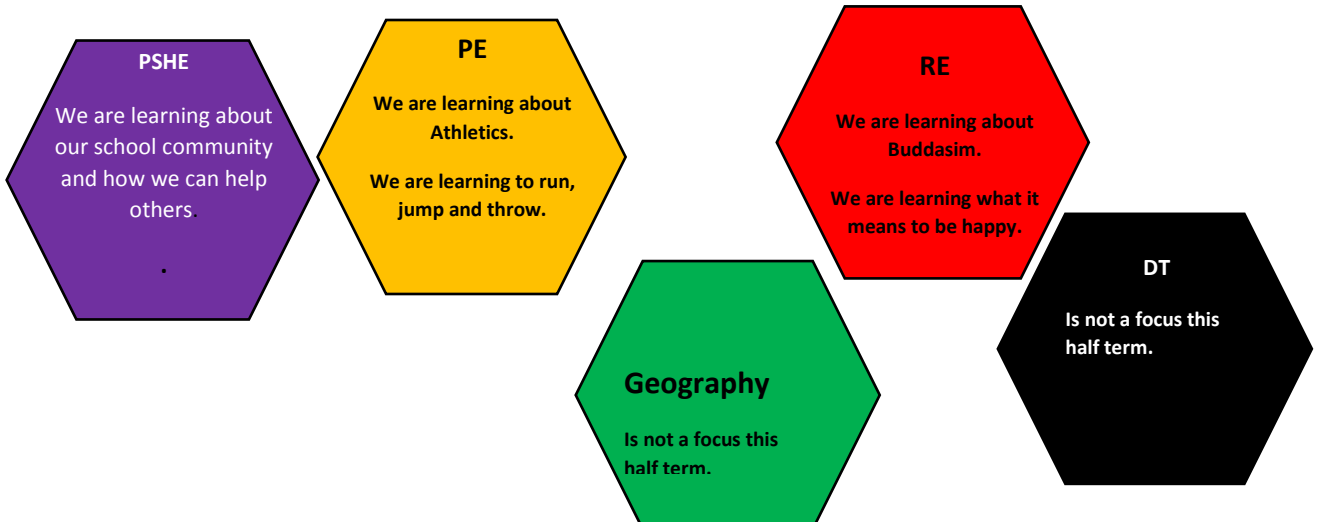 PSHE
We are learning about
our school community
and how we can help
others.
.
PE
We are learning about
Athletics.
We are learning to run,
jump and throw.
RE
We are learning about
Buddasim.
We are learning what it
means to be happy.
DT
Is not a focus this
half term.
Geography
Is not a focus this
half term.